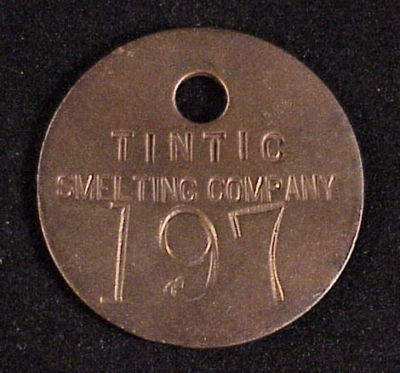 TINTIC
SMELTING COMPANY
197